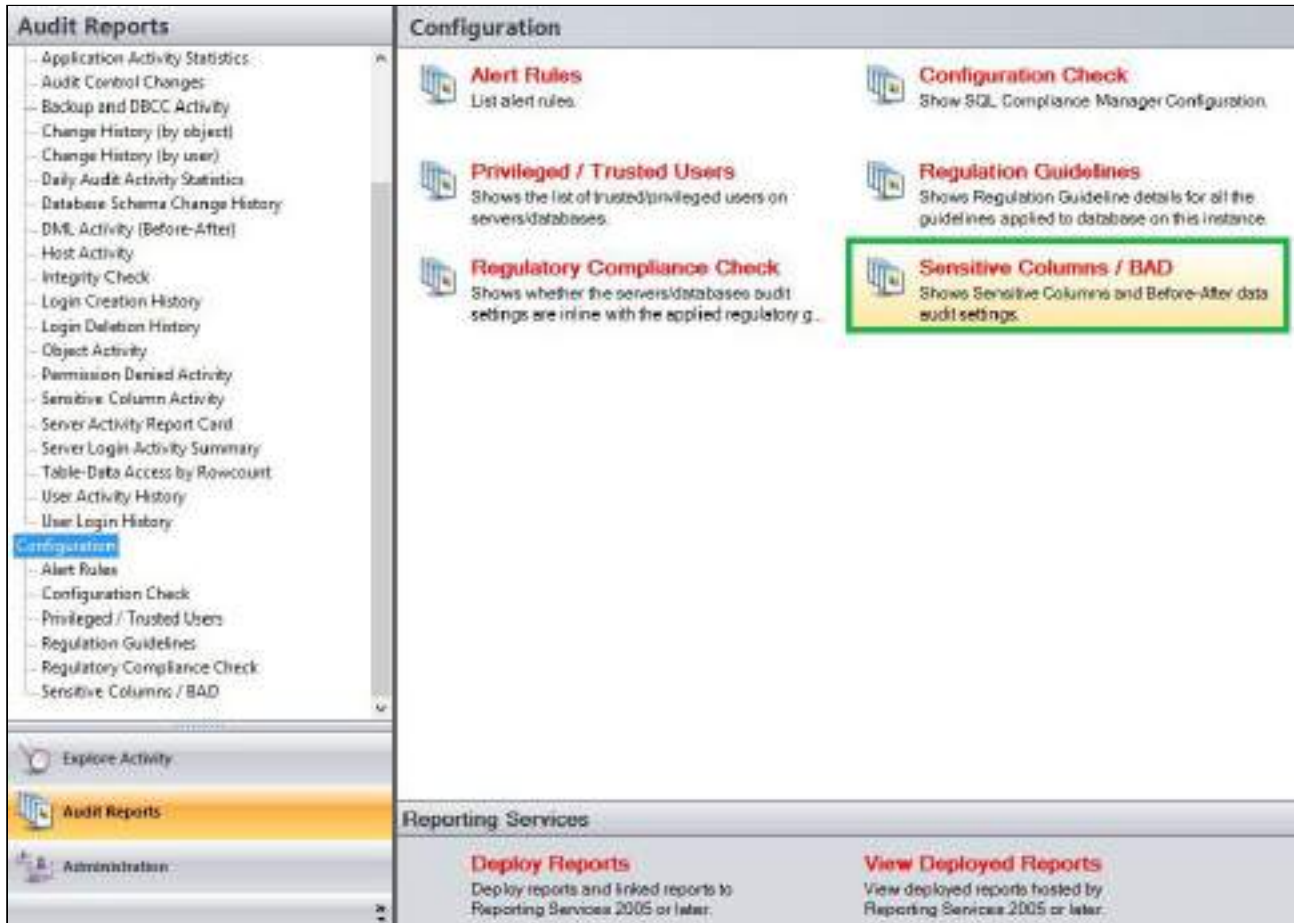 Audit Reports
Application Activity Statistics
Audit Control Changes
Backup and DBCC Activity
Change History (by object)
Change History (by user)
Daily Audit Activity Statistics
Database Schema Change History
DML Activity (Before-After)
Host Activity
Integrity Check
Login Creation History
Login Deletion History
Object Activity
Permission Denied Activity
Sensitive Column Activity
Server Activity Report Card
Server Login Activity Summary
Table-Data Access by Rowcount
User Activity History
User Login History
Configuration
Alert Rules
Configuration Check
Privileged / Trusted Users
Regulation Guidelines
Regulatory Compliance Check
Sensitive Columns / BAD
Explore Activity
Audit Reports
Administration
Configuration
Alert Rules
List alert rules.
Configuration Check
Show SQL Compliance Manager Configuration.
Privileged / Trusted Users
Shows the list of trusted/privileged users on
servers/databases.
Regulation Guidelines
Shows Regulation Guideline details for all the
guidelines applied to database on this instance.
Regulatory Compliance Check
Shows whether the servers/databases audit
settings are inline with the applied regulatory g...
Sensitive Columns / BAD
Shows Sensitive Columns and Before-After data
audit settings.
Reporting Services
Deploy Reports
Deploy reports and linked reports to
Reporting Services 2005 or later.
View Deployed Reports
View deployed reports hosted by
Reporting Services 2005 or later.